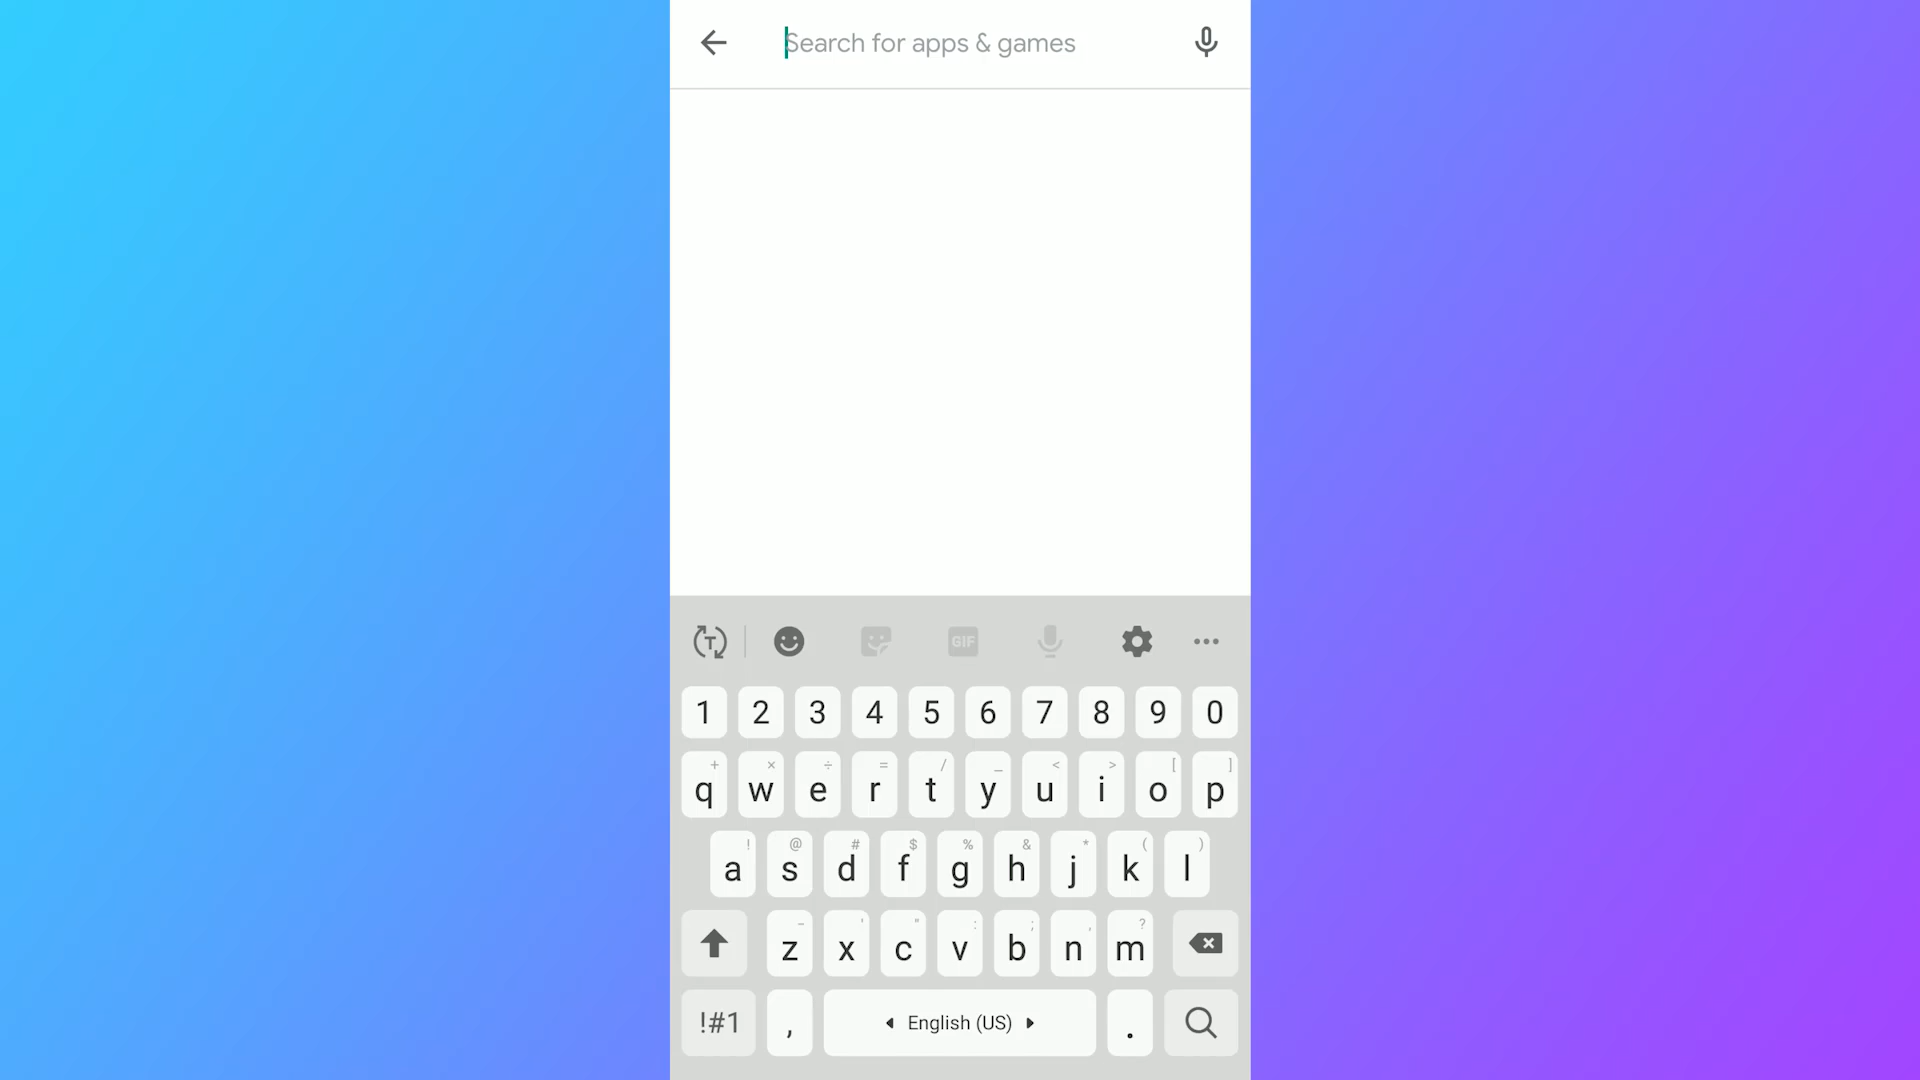 Search for apps & games
T GIF
1 2 3 4 5 6 7 8 9 0
+ × ÷ = / _ < > [ ]
q w e r t y u i o p
! @ # $ % & * ( )
a s d f g h j k l
- ' " : ; , ?
z x c v b n m
!#1 , English (US) .